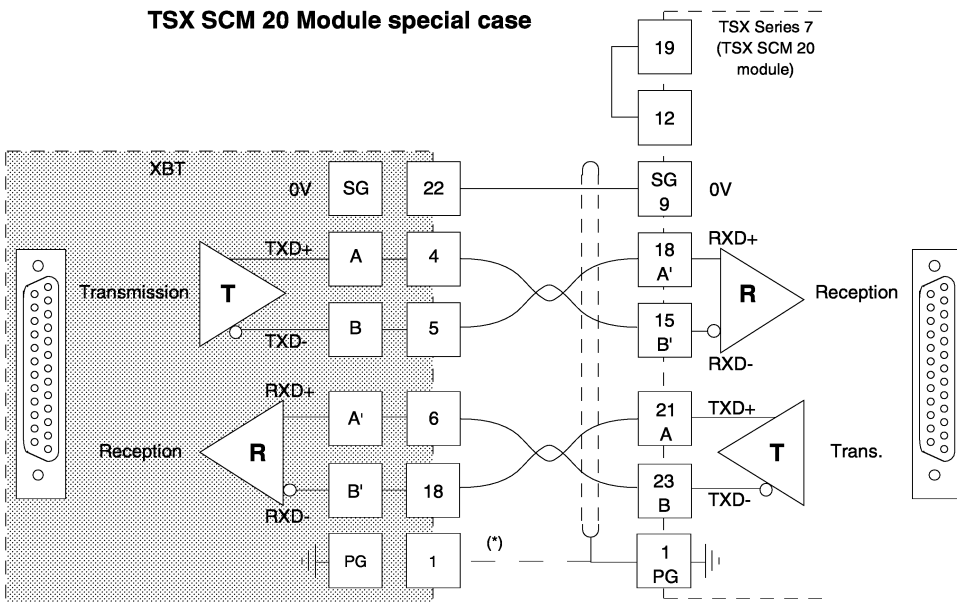 TSX SCM 20 Module special case
TSX Series 7
(TSX SCM 20
module)
19
12
XBT
0V
SG
22
SG
9
0V
TXD+
A
4
18
A'
RXD+
Transmission
T
R
Reception
TXD-
B
5
15
B'
RXD-
RXD+
A'
6
21
A
TXD+
Reception
R
T
Trans.
RXD-
B'
18
23
B
TXD-
PG
1
(*)
1
PG